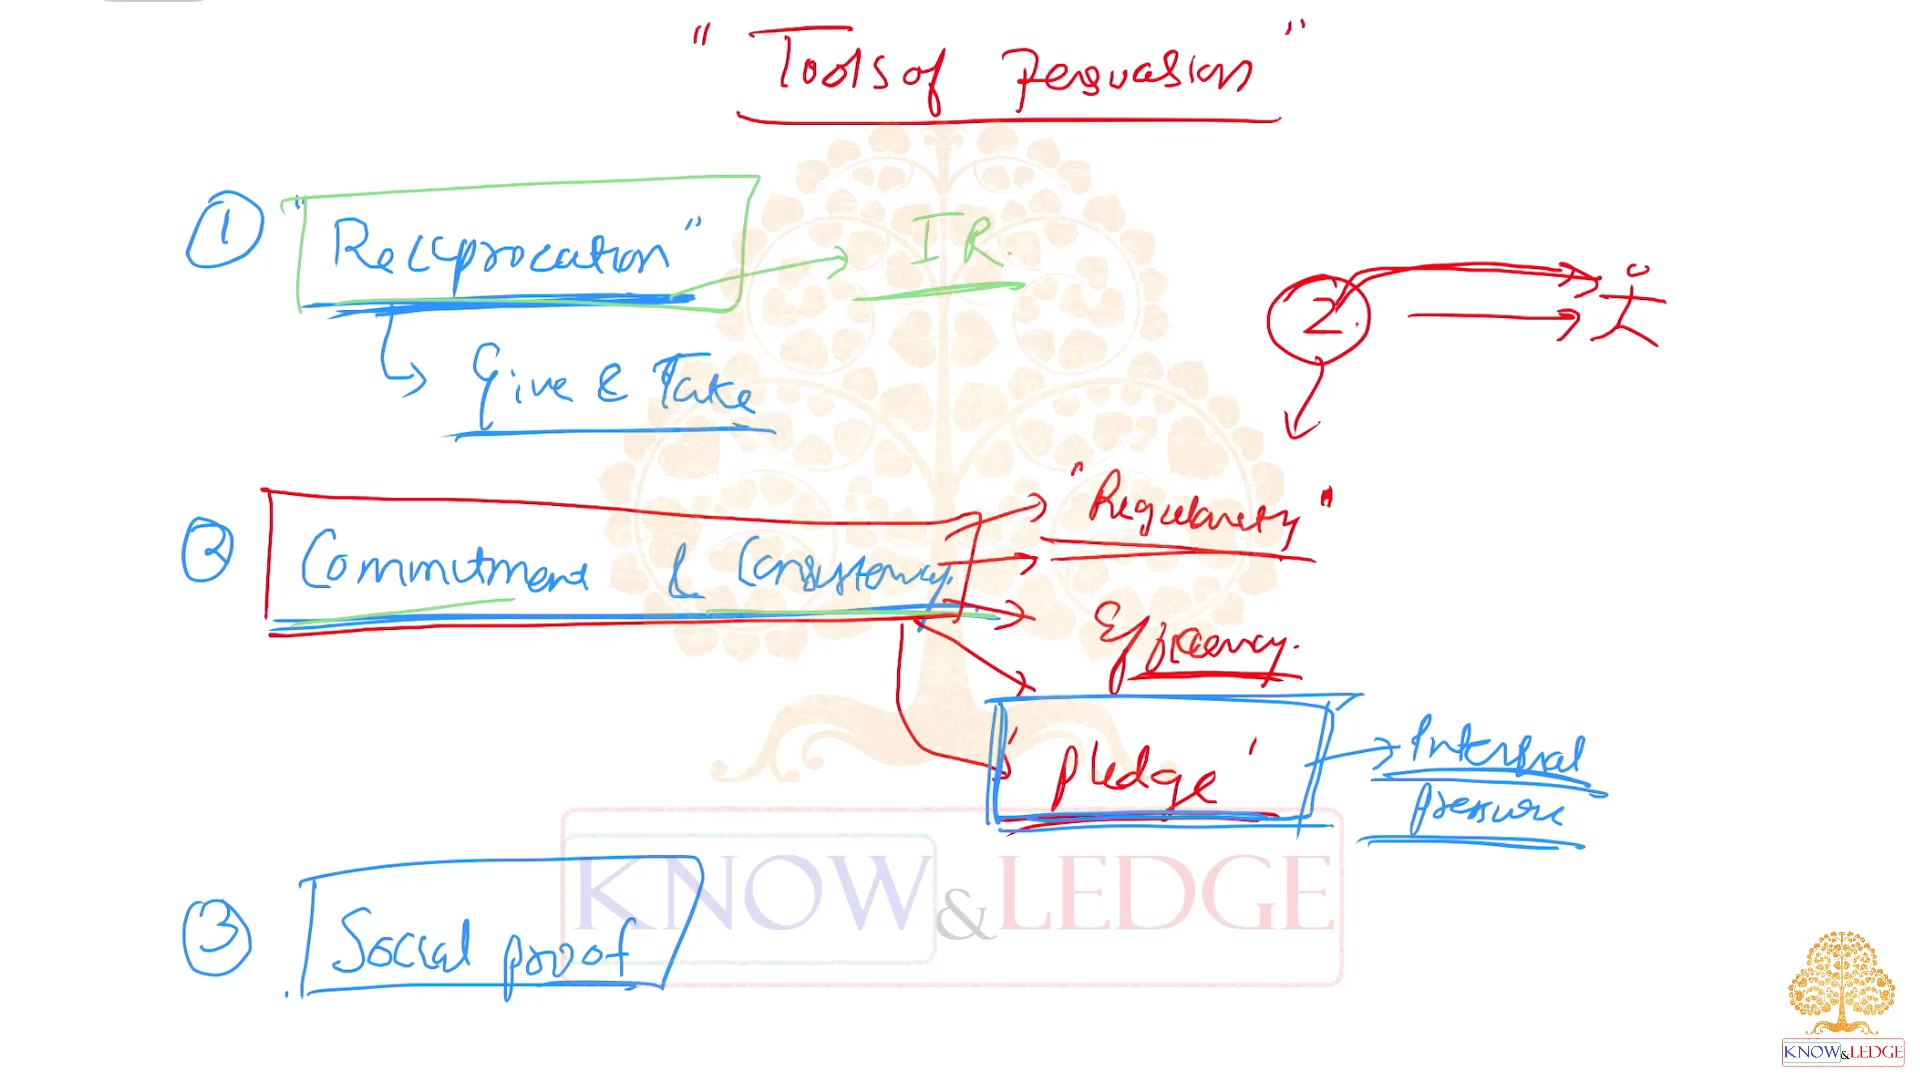 " Tools of Persuasion "
1 " Reciprocation " → IR.
Give & Take
2.
2 Commitment & Consistency.
" Regularity "
Efficiency.
' Pledge ' → Internal
pressure
3 Social proof
KNOW&LEDGE
KNOW&LEDGE